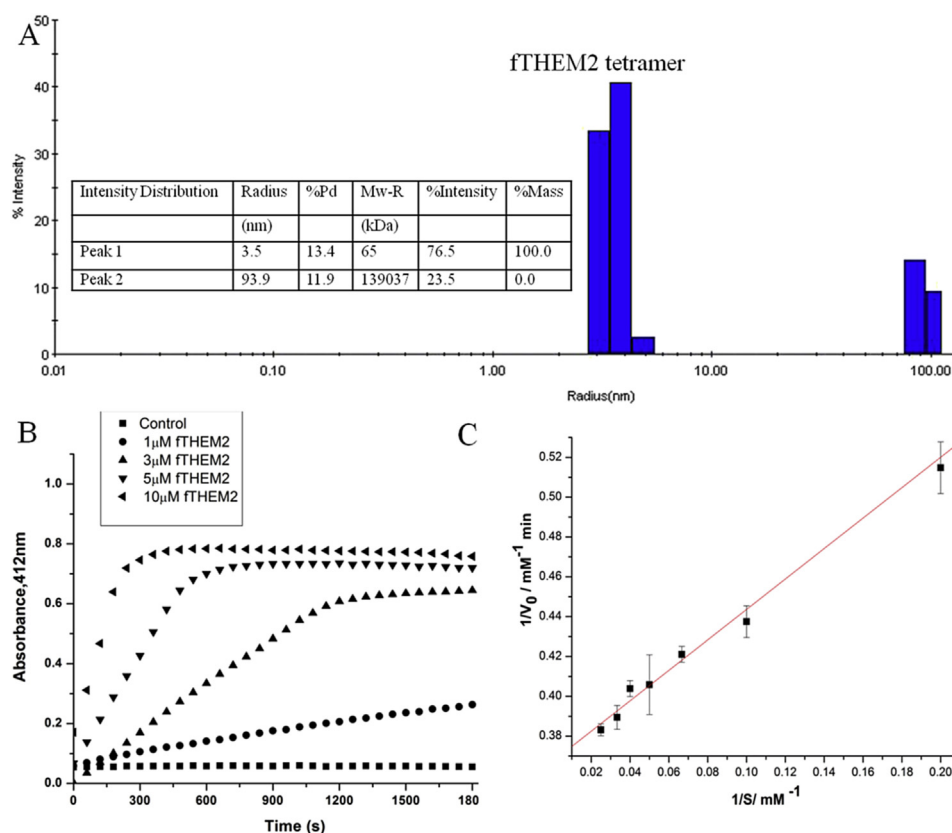 A
fTHEM2 tetramer
50
40
30
20
10
0
% Intensity
Intensity Distribution Radius %Pd Mw-R %Intensity %Mass
(nm) (kDa)
Peak 1 3.5 13.4 65 76.5 100.0
Peak 2 93.9 11.9 139037 23.5 0.0
0.01 0.10 1.00 10.00 100.00
Radius(nm)
B
Control
1μM fTHEM2
3μM fTHEM2
5μM fTHEM2
10μM fTHEM2
1.0
0.8
0.6
0.4
0.2
0.0
Absorbance,412nm
0 300 600 900 1200 1500 180
Time (s)
C
0.52
0.50
0.48
0.46
0.44
0.42
0.40
0.38
1/V0 / mM-1 min
0.02 0.04 0.06 0.08 0.10 0.12 0.14 0.16 0.18 0.20
1/S/ mM-1